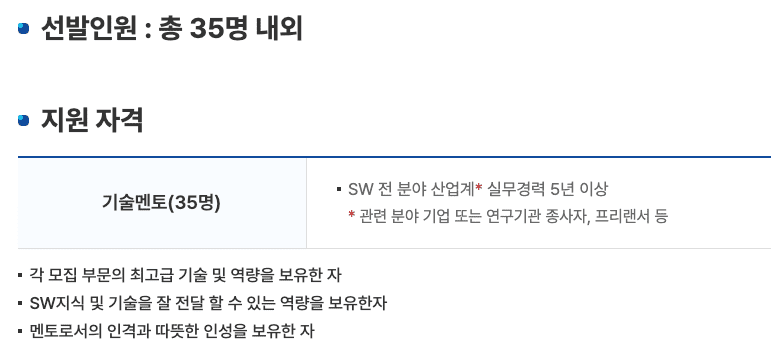 선발인원 : 총 35명 내외
지원 자격
기술멘토(35명)
SW 전 분야 산업계* 실무경력 5년 이상
* 관련 분야 기업 또는 연구기관 종사자, 프리랜서 등
각 모집 부문의 최고급 기술 및 역량을 보유한 자
SW지식 및 기술을 잘 전달 할 수 있는 역량을 보유한자
멘토로서의 인격과 따뜻한 인성을 보유한 자